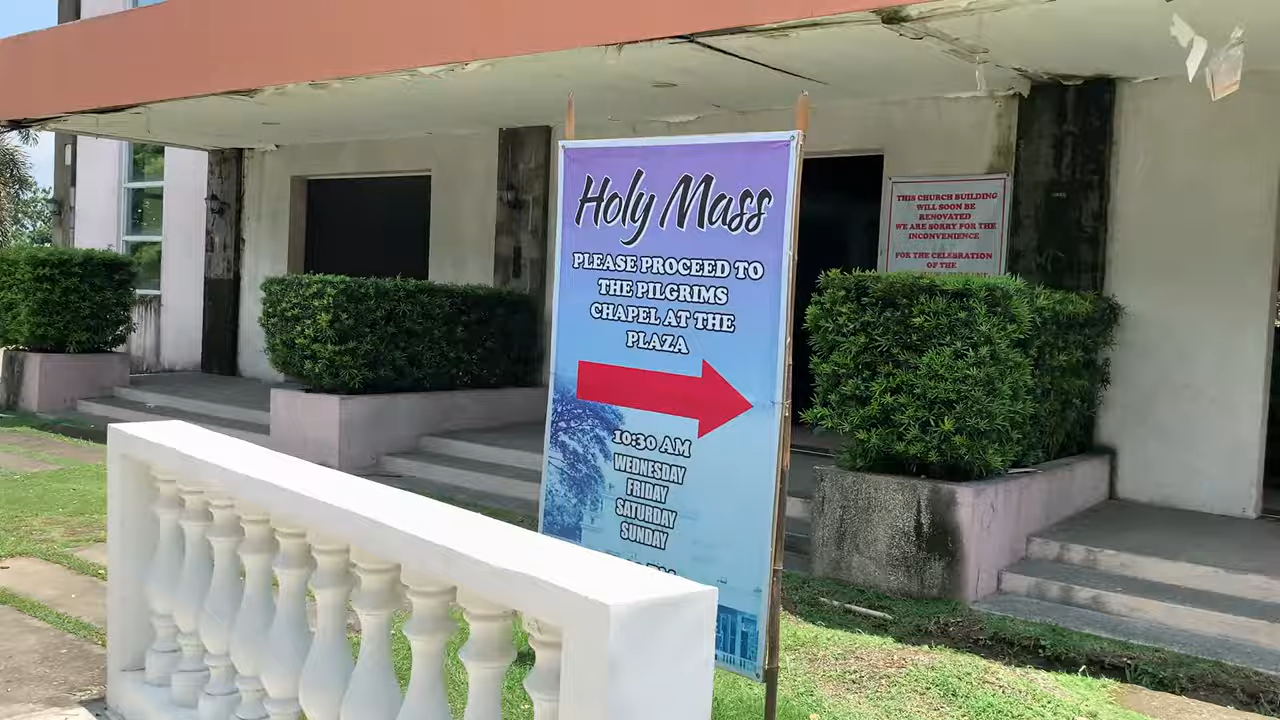 Holy Mass
PLEASE PROCEED TO
THE PILGRIMS
CHAPEL AT THE
PLAZA
10:30 AM
WEDNESDAY
FRIDAY
SATURDAY
SUNDAY
THIS CHURCH BUILDING
WILL SOON BE
RENOVATED
WE ARE SORRY FOR THE
INCONVENIENCE
FOR THE CELEBRATION
OF THE